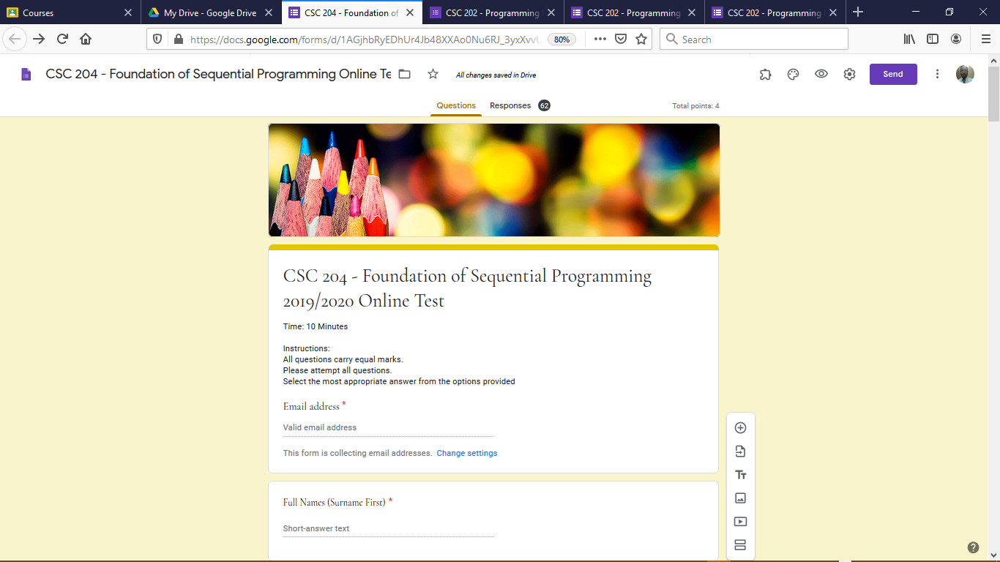 Courses
My Drive - Google Drive
CSC 204 - Foundation of
CSC 202 - Programming
CSC 202 - Programming
CSC 202 - Programming
https://docs.google.com/forms/d/1AGjhbRyEDhUr4Jb48XXAo0Nu6RJ_3yxXvvU
80%
Search
CSC 204 - Foundation of Sequential Programming Online Te
All changes saved in Drive
Send
Questions
Responses
62
Total points: 4
CSC 204 - Foundation of Sequential Programming
2019/2020 Online Test
Time: 10 Minutes
Instructions:
All questions carry equal marks.
Please attempt all questions.
Select the most appropriate answer from the options provided
Email address *
Valid email address
This form is collecting email addresses. Change settings
Tт
Full Names (Surname First) *
Short-answer text